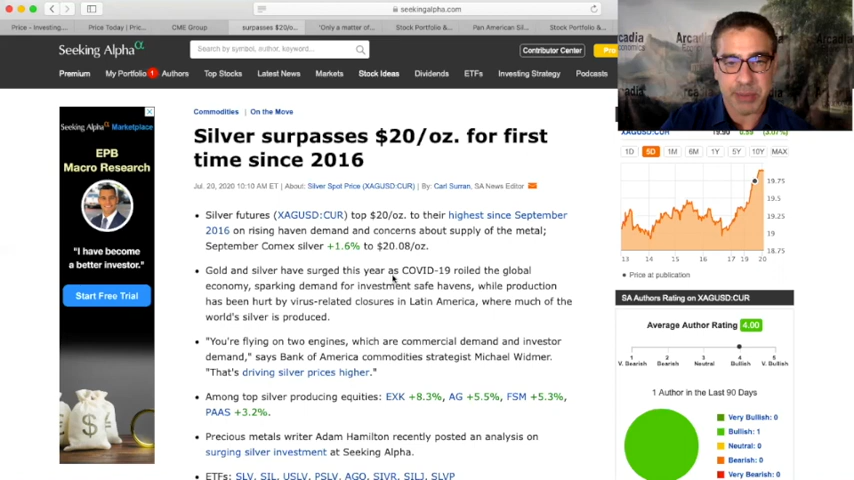 Price - Investing....
Price Today | Pric...
CME Group
surpasses $20/o...
"Only a matter of...
Stock Portfolio &...
Pan American Sil...
Stock Portfolio &...
seekingalpha.com
Seeking Alpha α
Search by symbol, author, keyword...
Contributor Center
Pro
Premium
My Portfolio 1
Authors
Top Stocks
Latest News
Markets
Stock Ideas
Dividends
ETFs
Investing Strategy
Podcasts
Commodities | On the Move
Silver surpasses $20/oz. for first
time since 2016
Jul. 20, 2020 10:10 AM ET | About: Silver Spot Price (XAGUSD:CUR) | By: Carl Surran, SA News Editor
• Silver futures (XAGUSD:CUR) top $20/oz. to their highest since September
2016 on rising haven demand and concerns about supply of the metal;
September Comex silver +1.6% to $20.08/oz.
• Gold and silver have surged this year as COVID-19 roiled the global
economy, sparking demand for investment safe havens, while production
has been hurt by virus-related closures in Latin America, where much of the
world's silver is produced.
• "You're flying on two engines, which are commercial demand and investor
demand," says Bank of America commodities strategist Michael Widmer.
"That's driving silver prices higher."
• Among top silver producing equities: EXK +8.3%, AG +5.5%, FSM +5.3%,
PAAS +3.2%.
• Precious metals writer Adam Hamilton recently posted an analysis on
surging silver investment at Seeking Alpha.
• ETFs: SLV, SIL, USLV, PSLV, AGQ, SIVR, SILJ, SLVP
Seeking Alpha α Marketplace
EPB
Macro Research
"I have become
a better investor."
Start Free Trial
Arcadia
Economics
XAGUSD:CUR 19.90 0.59 (3.07%)
1D 5D 1M 6M 1Y 5Y 10Y MAX
19.75
19.5
19.25
19
18.75
13 14 15 16 17 19 20
Price at publication
SA Authors Rating on XAGUSD:CUR
Average Author Rating 4.00
1 2 3 4 5
V. Bearish Bearish Neutral Bullish V. Bullish
1 Author in the Last 90 Days
Very Bullish: 0
Bullish: 1
Neutral: 0
Bearish: 0
Very Bearish: 0